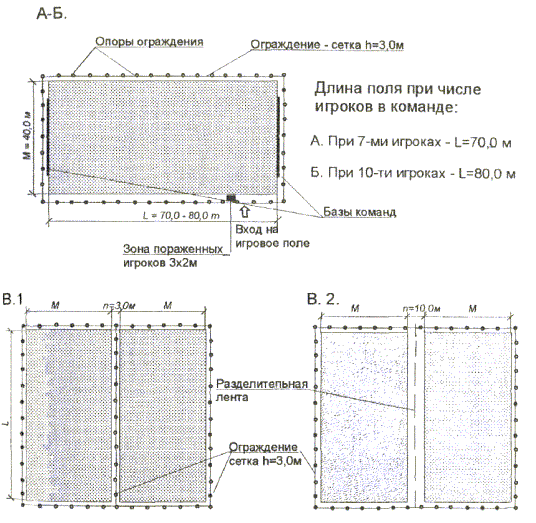 А-Б.
Опоры ограждения
Ограждение - сетка h=3,0м
Длина поля при числе
игроков в команде:
А. При 7-ми игроках - L=70,0 м
Б. При 10-ти игроках - L=80,0 м
M = 40,0м
L = 70,0 - 80,0 m
Базы команд
Вход на
игровое поле
Зона пораженных
игроков 3х2м
В.1
M
n=3,0м
M
L
В. 2.
M
n=10,0м
M
Разделительная
лента
Ограждение
сетка h=3,0м